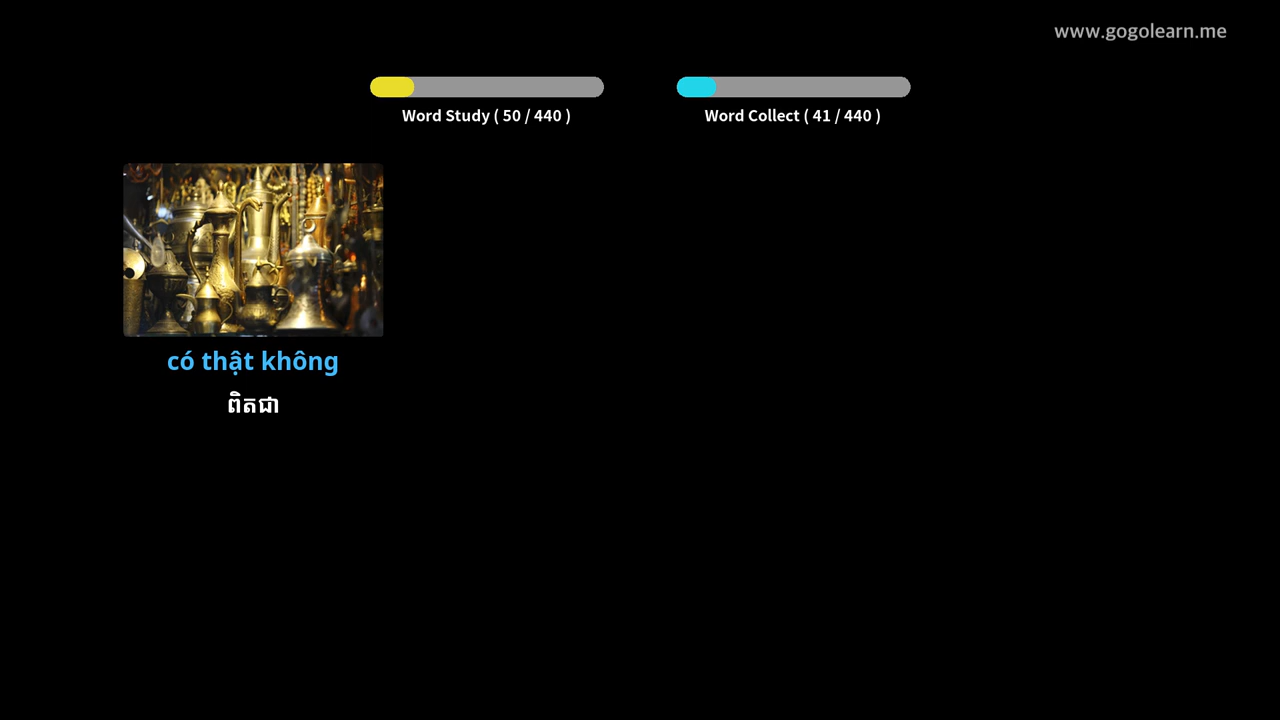 www.gogolearn.me
Word Study ( 50 / 440 )
Word Collect ( 41 / 440 )
có thật không
ពិតជា